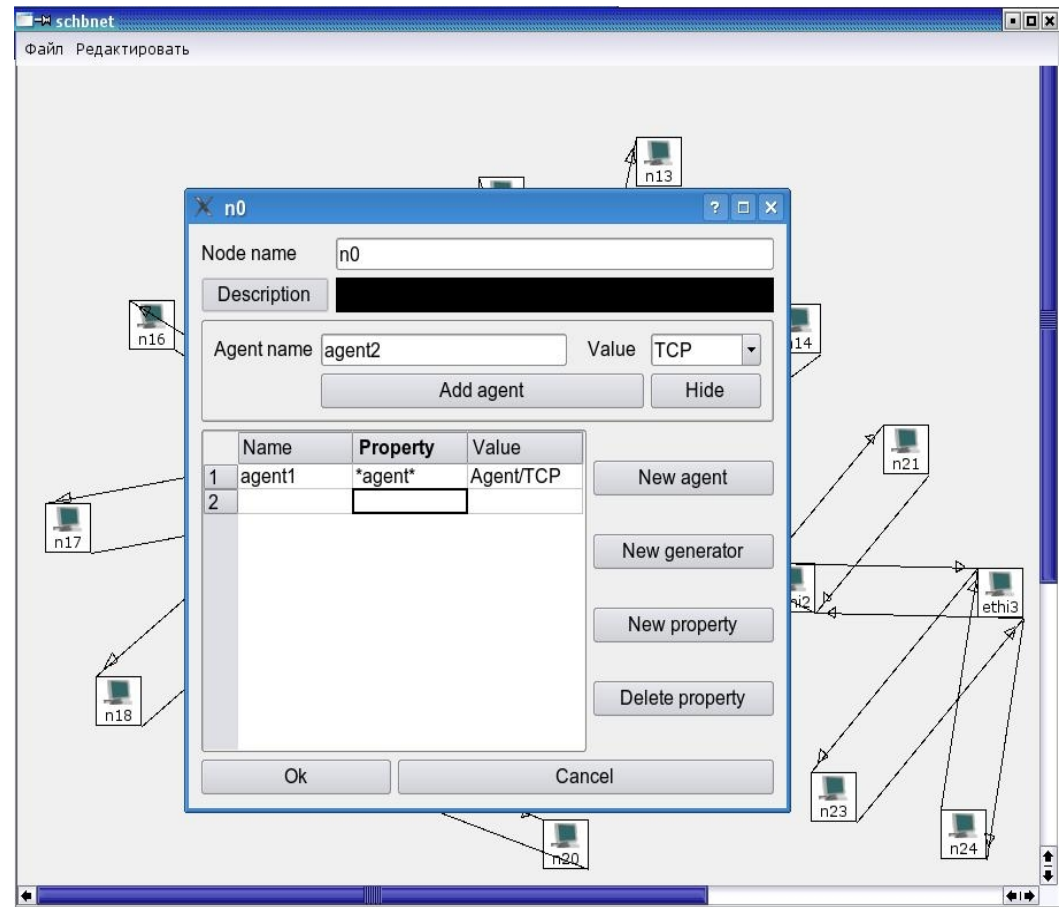 schbnet
Файл Редактировать
n13
n0
Node name n0
Description
n16
Agent name agent2 Value TCP
14
Add agent Hide
Name Property Value
1 agent1 *agent* Agent/TCP
2
New agent
n21
n17
New generator
ethi3
New property
n18
Delete property
Ok Cancel
n23
n24
n20